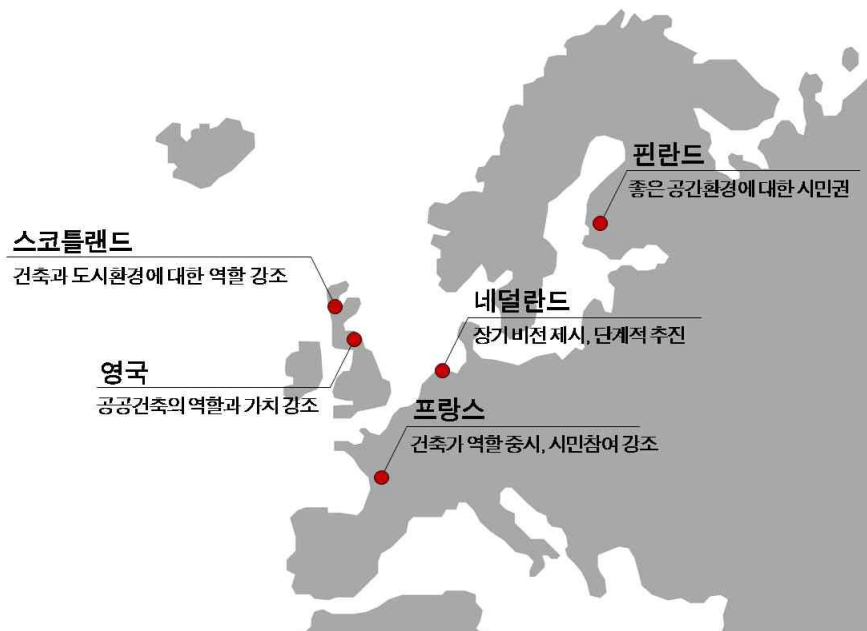 핀란드
좋은 공간환경에 대한 시민권
스코틀랜드
건축과 도시환경에 대한 역할 강조
네덜란드
장기 비전 제시, 단계적 추진
영국
공공건축의 역할과 가치 강조
프랑스
건축가 역할 중시, 시민참여 강조